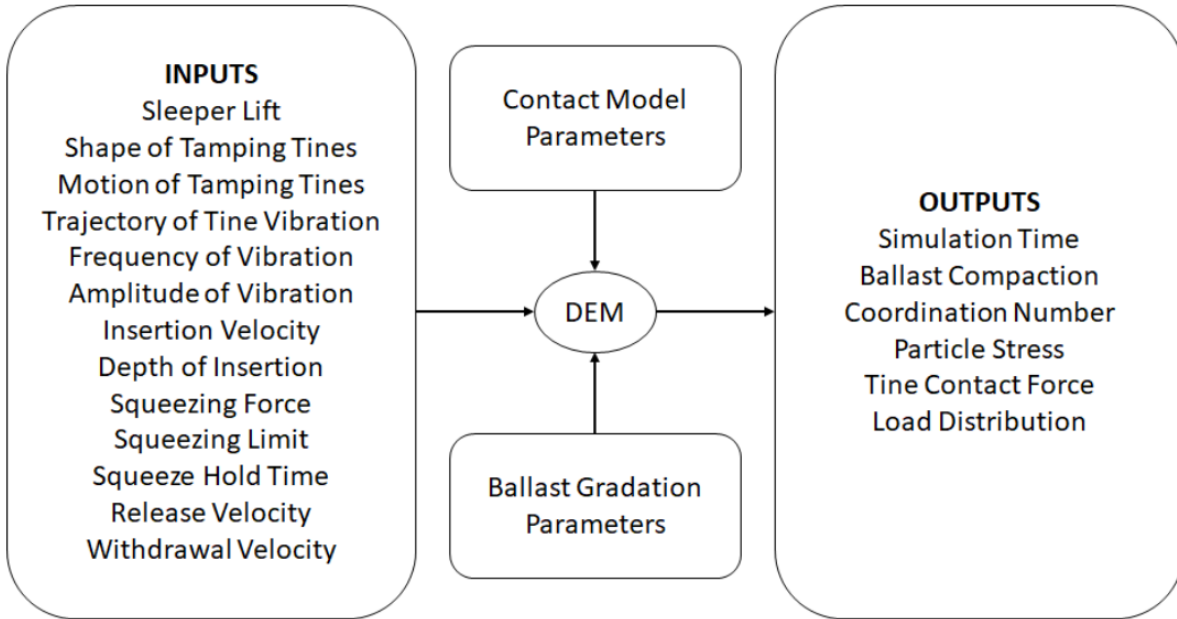 INPUTS
Sleeper Lift
Shape of Tamping Tines
Motion of Tamping Tines
Trajectory of Tine Vibration
Frequency of Vibration
Amplitude of Vibration
Insertion Velocity
Depth of Insertion
Squeezing Force
Squeezing Limit
Squeeze Hold Time
Release Velocity
Withdrawal Velocity
Contact Model
Parameters
DEM
Ballast Gradation
Parameters
OUTPUTS
Simulation Time
Ballast Compaction
Coordination Number
Particle Stress
Tine Contact Force
Load Distribution